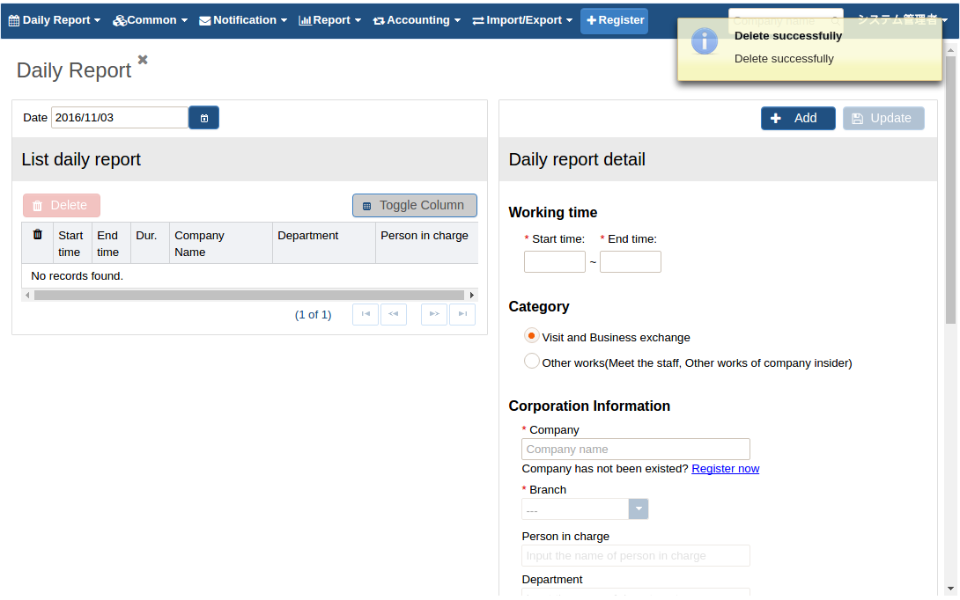 Daily Report Common Notification Report Accounting Import/Export Register システム管理者
Delete successfully
Delete successfully
Daily Report
Date 2016/11/03
Add Update
List daily report
Daily report detail
Delete Toggle Column
Start time End time Dur. Company Name Department Person in charge
No records found.
(1 of 1)
Working time
* Start time: * End time:
~
Category
Visit and Business exchange
Other works(Meet the staff, Other works of company insider)
Corporation Information
* Company
Company name
Company has not been existed? Register now
* Branch
---
Person in charge
Input the name of person in charge
Department